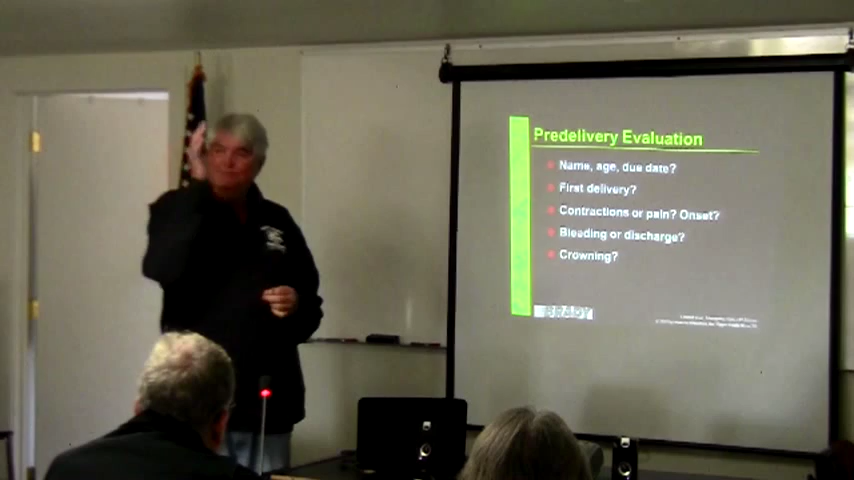 Predelivery Evaluation
Name, age, due date?
First delivery?
Contractions or pain? Onset?
Bleeding or discharge?
Crowning?
BRADY